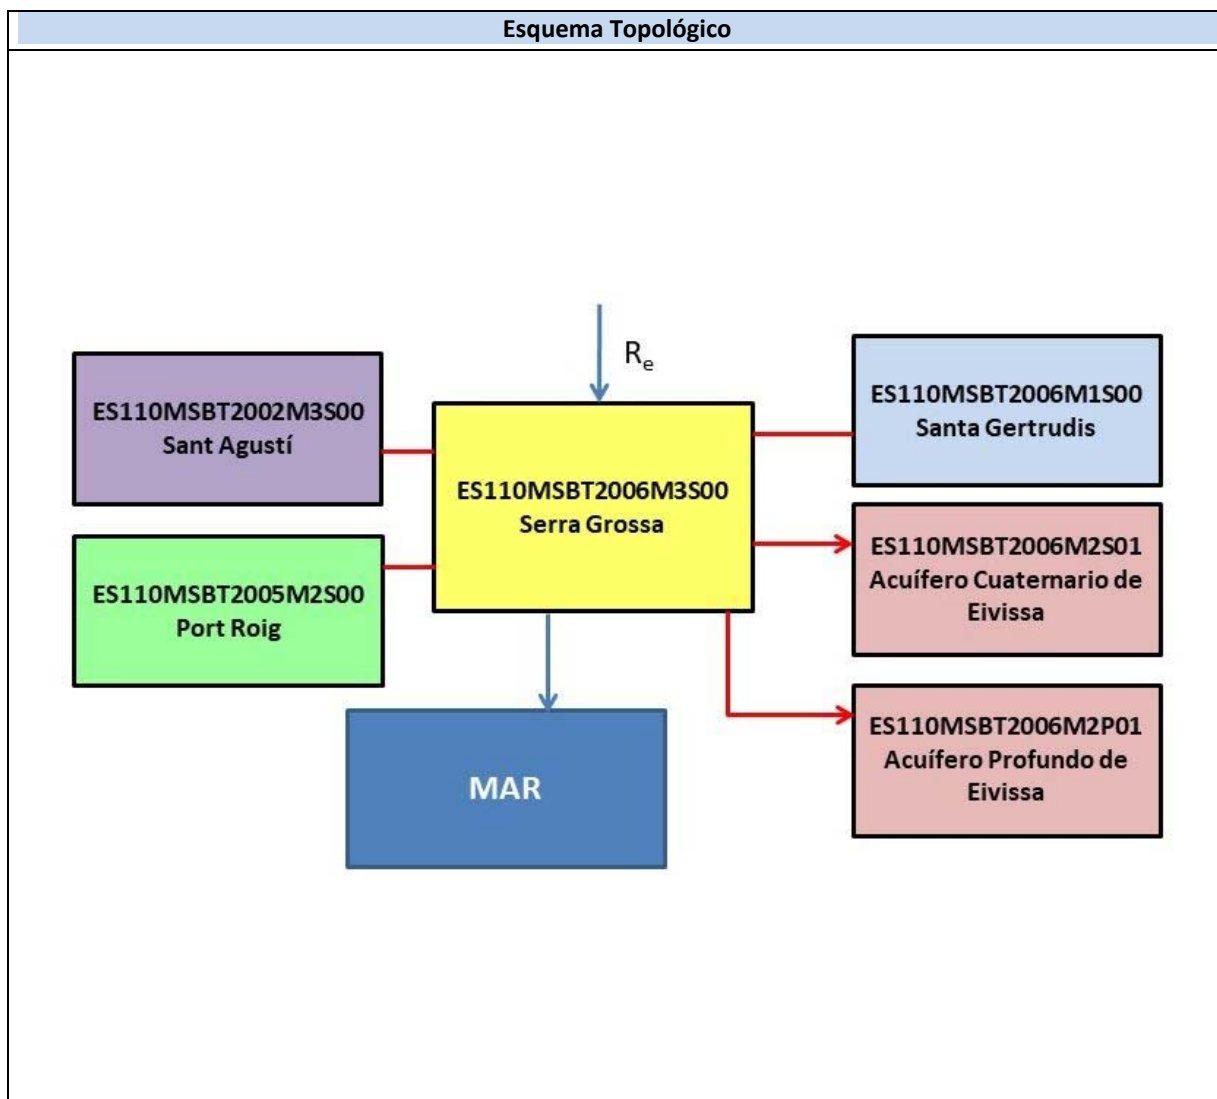 Esquema Topológico
Re
ES110MSBT2002M3S00
Sant Agustí
ES110MSBT2006M1S00
Santa Gertrudis
ES110MSBT2006M3S00
Serra Grossa
ES110MSBT2005M2S00
Port Roig
ES110MSBT2006M2S01
Acuífero Cuaternario de
Eivissa
MAR
ES110MSBT2006M2P01
Acuífero Profundo de
Eivissa